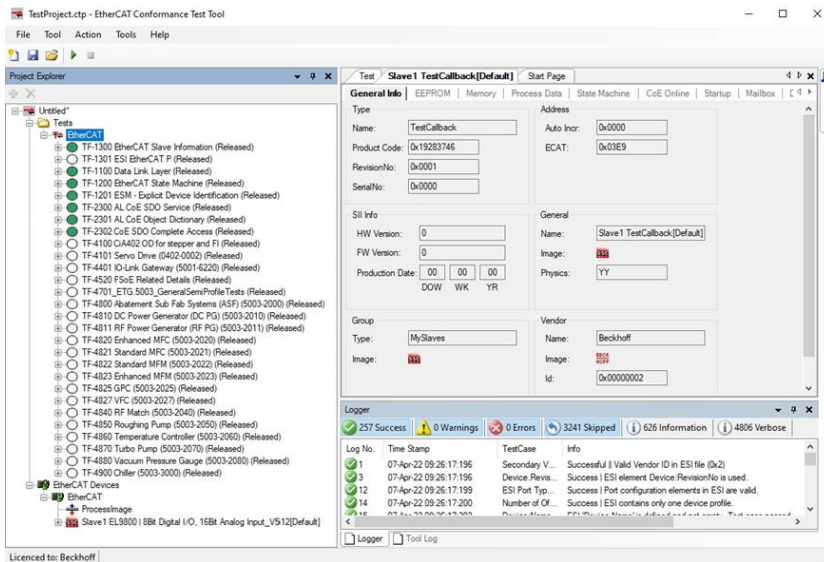 TestProject.ctp - EtherCAT Conformance Test Tool
File Tool Action Tools Help
Project Explorer
Untitled*
Tests
EtherCAT
TF-1300 EtherCAT Slave Information (Released)
TF-1301 ESI EtherCAT P (Released)
TF-1100 Data Link Layer (Released)
TF-1200 EtherCAT State Machine (Released)
TF-1201 ESM - Explicit Device Identification (Released)
TF-2300 AL CoE SDO Service (Released)
TF-2301 AL CoE Object Dictionary (Released)
TF-2302 CoE SDO Complete Access (Released)
TF-4100 CiA402 OD for stepper and FI (Released)
TF-4101 Servo Drive (0402-0002) (Released)
TF-4401 IO-Link Gateway (5001-6220) (Released)
TF-4520 FSoE Related Details (Released)
TF-4701_ETG.5003_GeneralSemiProfileTests (Released)
TF-4800 Abatement Sub Fab Systems (ASF) (5003-2000) (Released)
TF-4810 DC Power Generator (DC PG) (5003-2010) (Released)
TF-4811 RF Power Generator (RF PG) (5003-2011) (Released)
TF-4820 Enhanced MFC (5003-2020) (Released)
TF-4821 Standard MFC (5003-2021) (Released)
TF-4822 Standard MFM (5003-2022) (Released)
TF-4823 Enhanced MFM (5003-2023) (Released)
TF-4825 GPC (5003-2025) (Released)
TF-4827 VFC (5003-2027) (Released)
TF-4840 RF Match (5003-2040) (Released)
TF-4850 Roughing Pump (5003-2050) (Released)
TF-4860 Temperature Controller (5003-2060) (Released)
TF-4870 Turbo Pump (5003-2070) (Released)
TF-4880 Vacuum Pressure Gauge (5003-2080) (Released)
TF-4900 Chiller (5003-3000) (Released)
EtherCAT Devices
EtherCAT
ProcessImage
Slave1 EL9800 | 8Bit Digital I/O, 16Bit Analog Input_V5i12[Default]
Test Slave1 TestCallback[Default] Start Page
General Info EEPROM Memory Process Data State Machine CoE Online Startup Mailbox
Type
Name: TestCallback
Product Code: 0x19283746
RevisionNo: 0x0001
SerialNo: 0x0000
Address
Auto Incr: 0x0000
ECAT: 0x03E9
SII Info
HW Version: 0
FW Version: 0
Production Date: 00 00 00
DOW WK YR
General
Name: Slave1 TestCallback[Default]
Image:
Physics: YY
Group
Type: MySlaves
Image:
Vendor
Name: Beckhoff
Image:
Id: 0x00000002
Logger
257 Success 0 Warnings 0 Errors 3241 Skipped 626 Information 4806 Verbose
Log No. Time Stamp TestCase Info
1 07-Apr-22 09:26:17:196 Secondary V... Successful || Valid Vendor ID in ESI file (0x2)
3 07-Apr-22 09:26:17:196 Device.Revis... Success | ESI element Device:RevisionNo is used.
12 07-Apr-22 09:26:17:199 ESI Port Typ... Success | Port configuration elements in ESI are valid.
14 07-Apr-22 09:26:17:200 Number of Of... Success | ESI contains only one device profile.
Logger Tool Log
Licenced to: Beckhoff